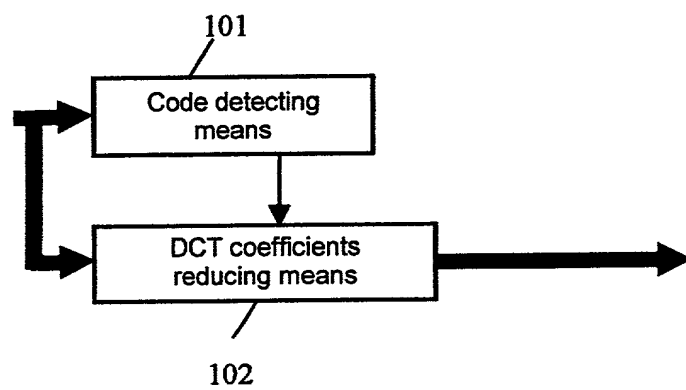 101
Code detecting
means
DCT coefficients
reducing means
102